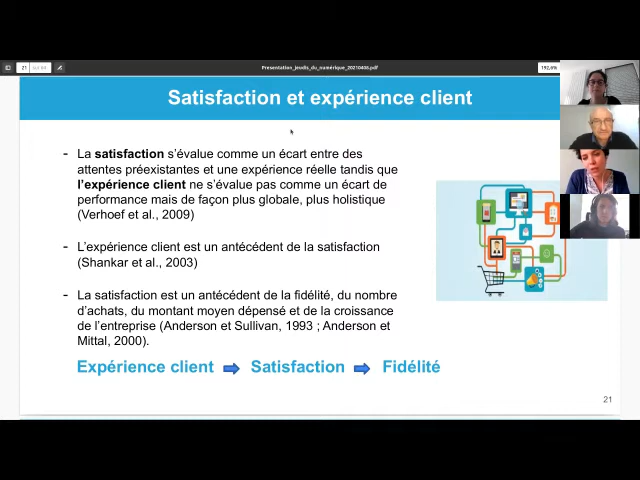 21
Presentation_jeudis_du_numérique_20210408.pdf
192,6%
Satisfaction et expérience client
- La satisfaction s'évalue comme un écart entre des
attentes préexistantes et une expérience réelle tandis que
l'expérience client ne s'évalue pas comme un écart de
performance mais de façon plus globale, plus holistique
(Verhoef et al., 2009)
- L'expérience client est un antécédent de la satisfaction
(Shankar et al., 2003)
- La satisfaction est un antécédent de la fidélité, du nombre
d'achats, du montant moyen dépensé et de la croissance
de l'entreprise (Anderson et Sullivan, 1993 ; Anderson et
Mittal, 2000).
Expérience client Satisfaction Fidélité
21